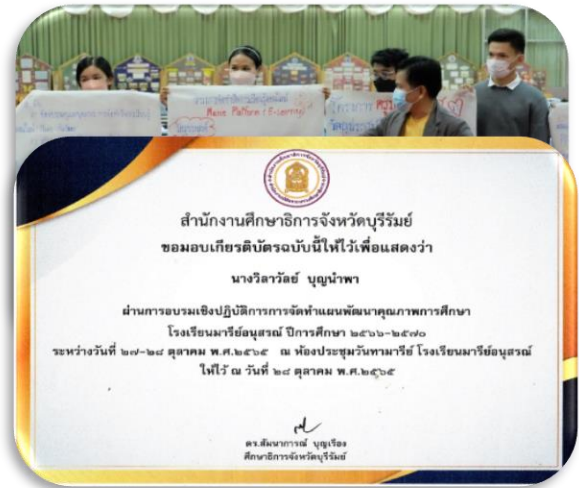 Marie Platform (E-Learning)
สำนักงานศึกษาธิการจังหวัดบุรีรัมย์
ขอมอบเกียรติบัตรฉบับนี้ให้ไว้เพื่อแสดงว่า
นางวิลาวัลย์ บุญนำพา
ผ่านการอบรมเชิงปฏิบัติการการจัดทำแผนพัฒนาคุณภาพการศึกษา
โรงเรียนมารีย์อนุสรณ์ ปีการศึกษา ๒๕๖๖-๒๕๗๐
ระหว่างวันที่ ๒๗-๒๘ ตุลาคม พ.ศ.๒๕๖๕ ณ ห้องประชุมวันทามารีย์ โรงเรียนมารีย์อนุสรณ์
ให้ไว้ ณ วันที่ ๒๘ ตุลาคม พ.ศ.๒๕๖๕
ดร.สัมนาการณ์ บุญเรือง
ศึกษาธิการจังหวัดบุรีรัมย์